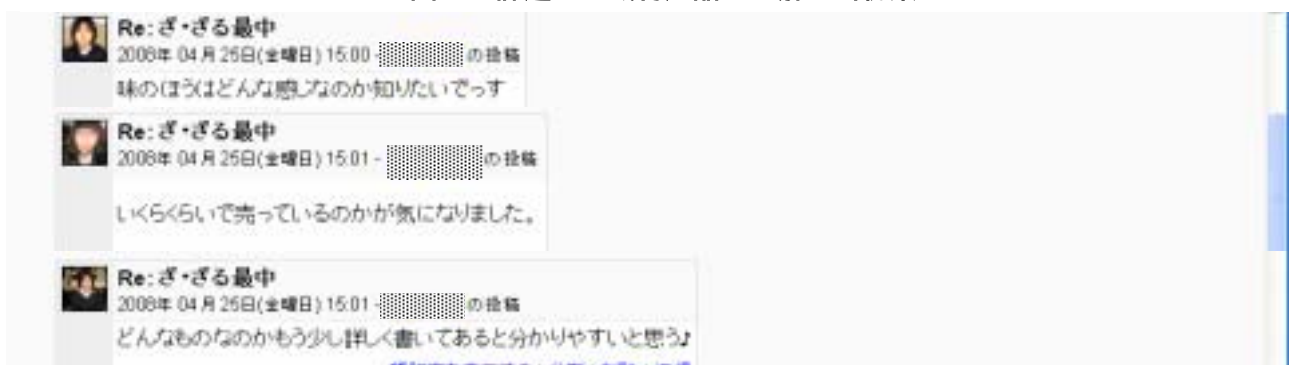 Re:ざ・ざる最中
2008年 04月 25日(金曜日) 15:00 - の投稿
味のほうはどんな感じなのか知りたいでっす
Re:ざ・ざる最中
2008年 04月 25日(金曜日) 15:01 - の投稿
いくらくらいで売っているのかが気になりました。
Re:ざ・ざる最中
2008年 04月 25日(金曜日) 15:01 - の投稿
どんなものなのかもう少し詳しく書いてあると分かりやすいと思う♪